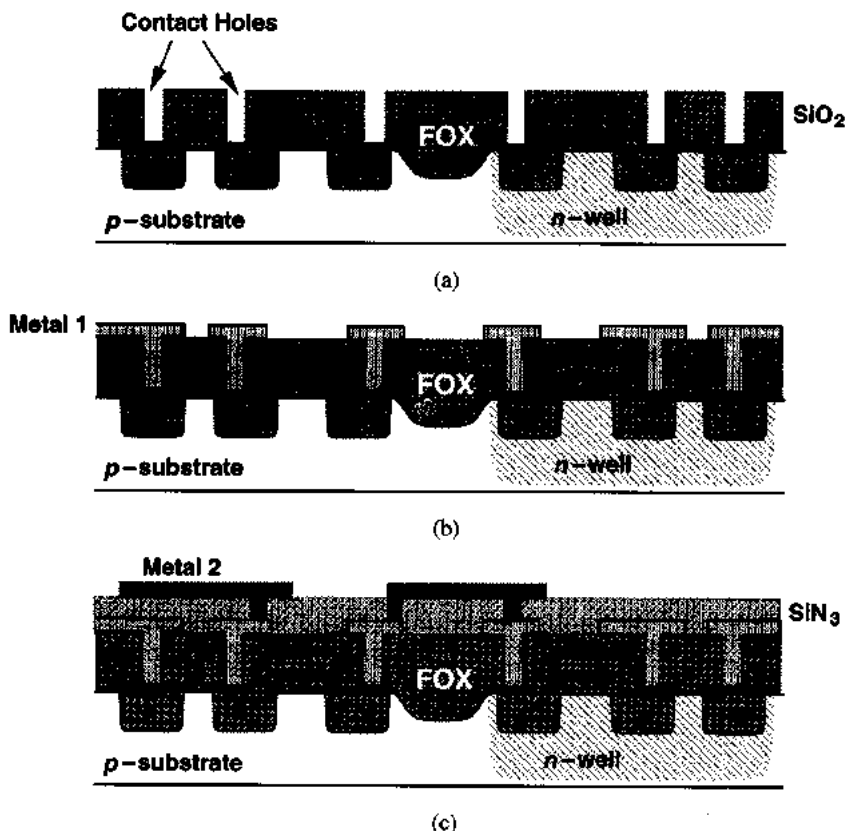 Contact Holes
SiO₂
FOX
p-substrate
n-well
(a)
Metal 1
FOX
p-substrate
n-well
(b)
Metal 2
SiN₃
FOX
p-substrate
n-well
(c)